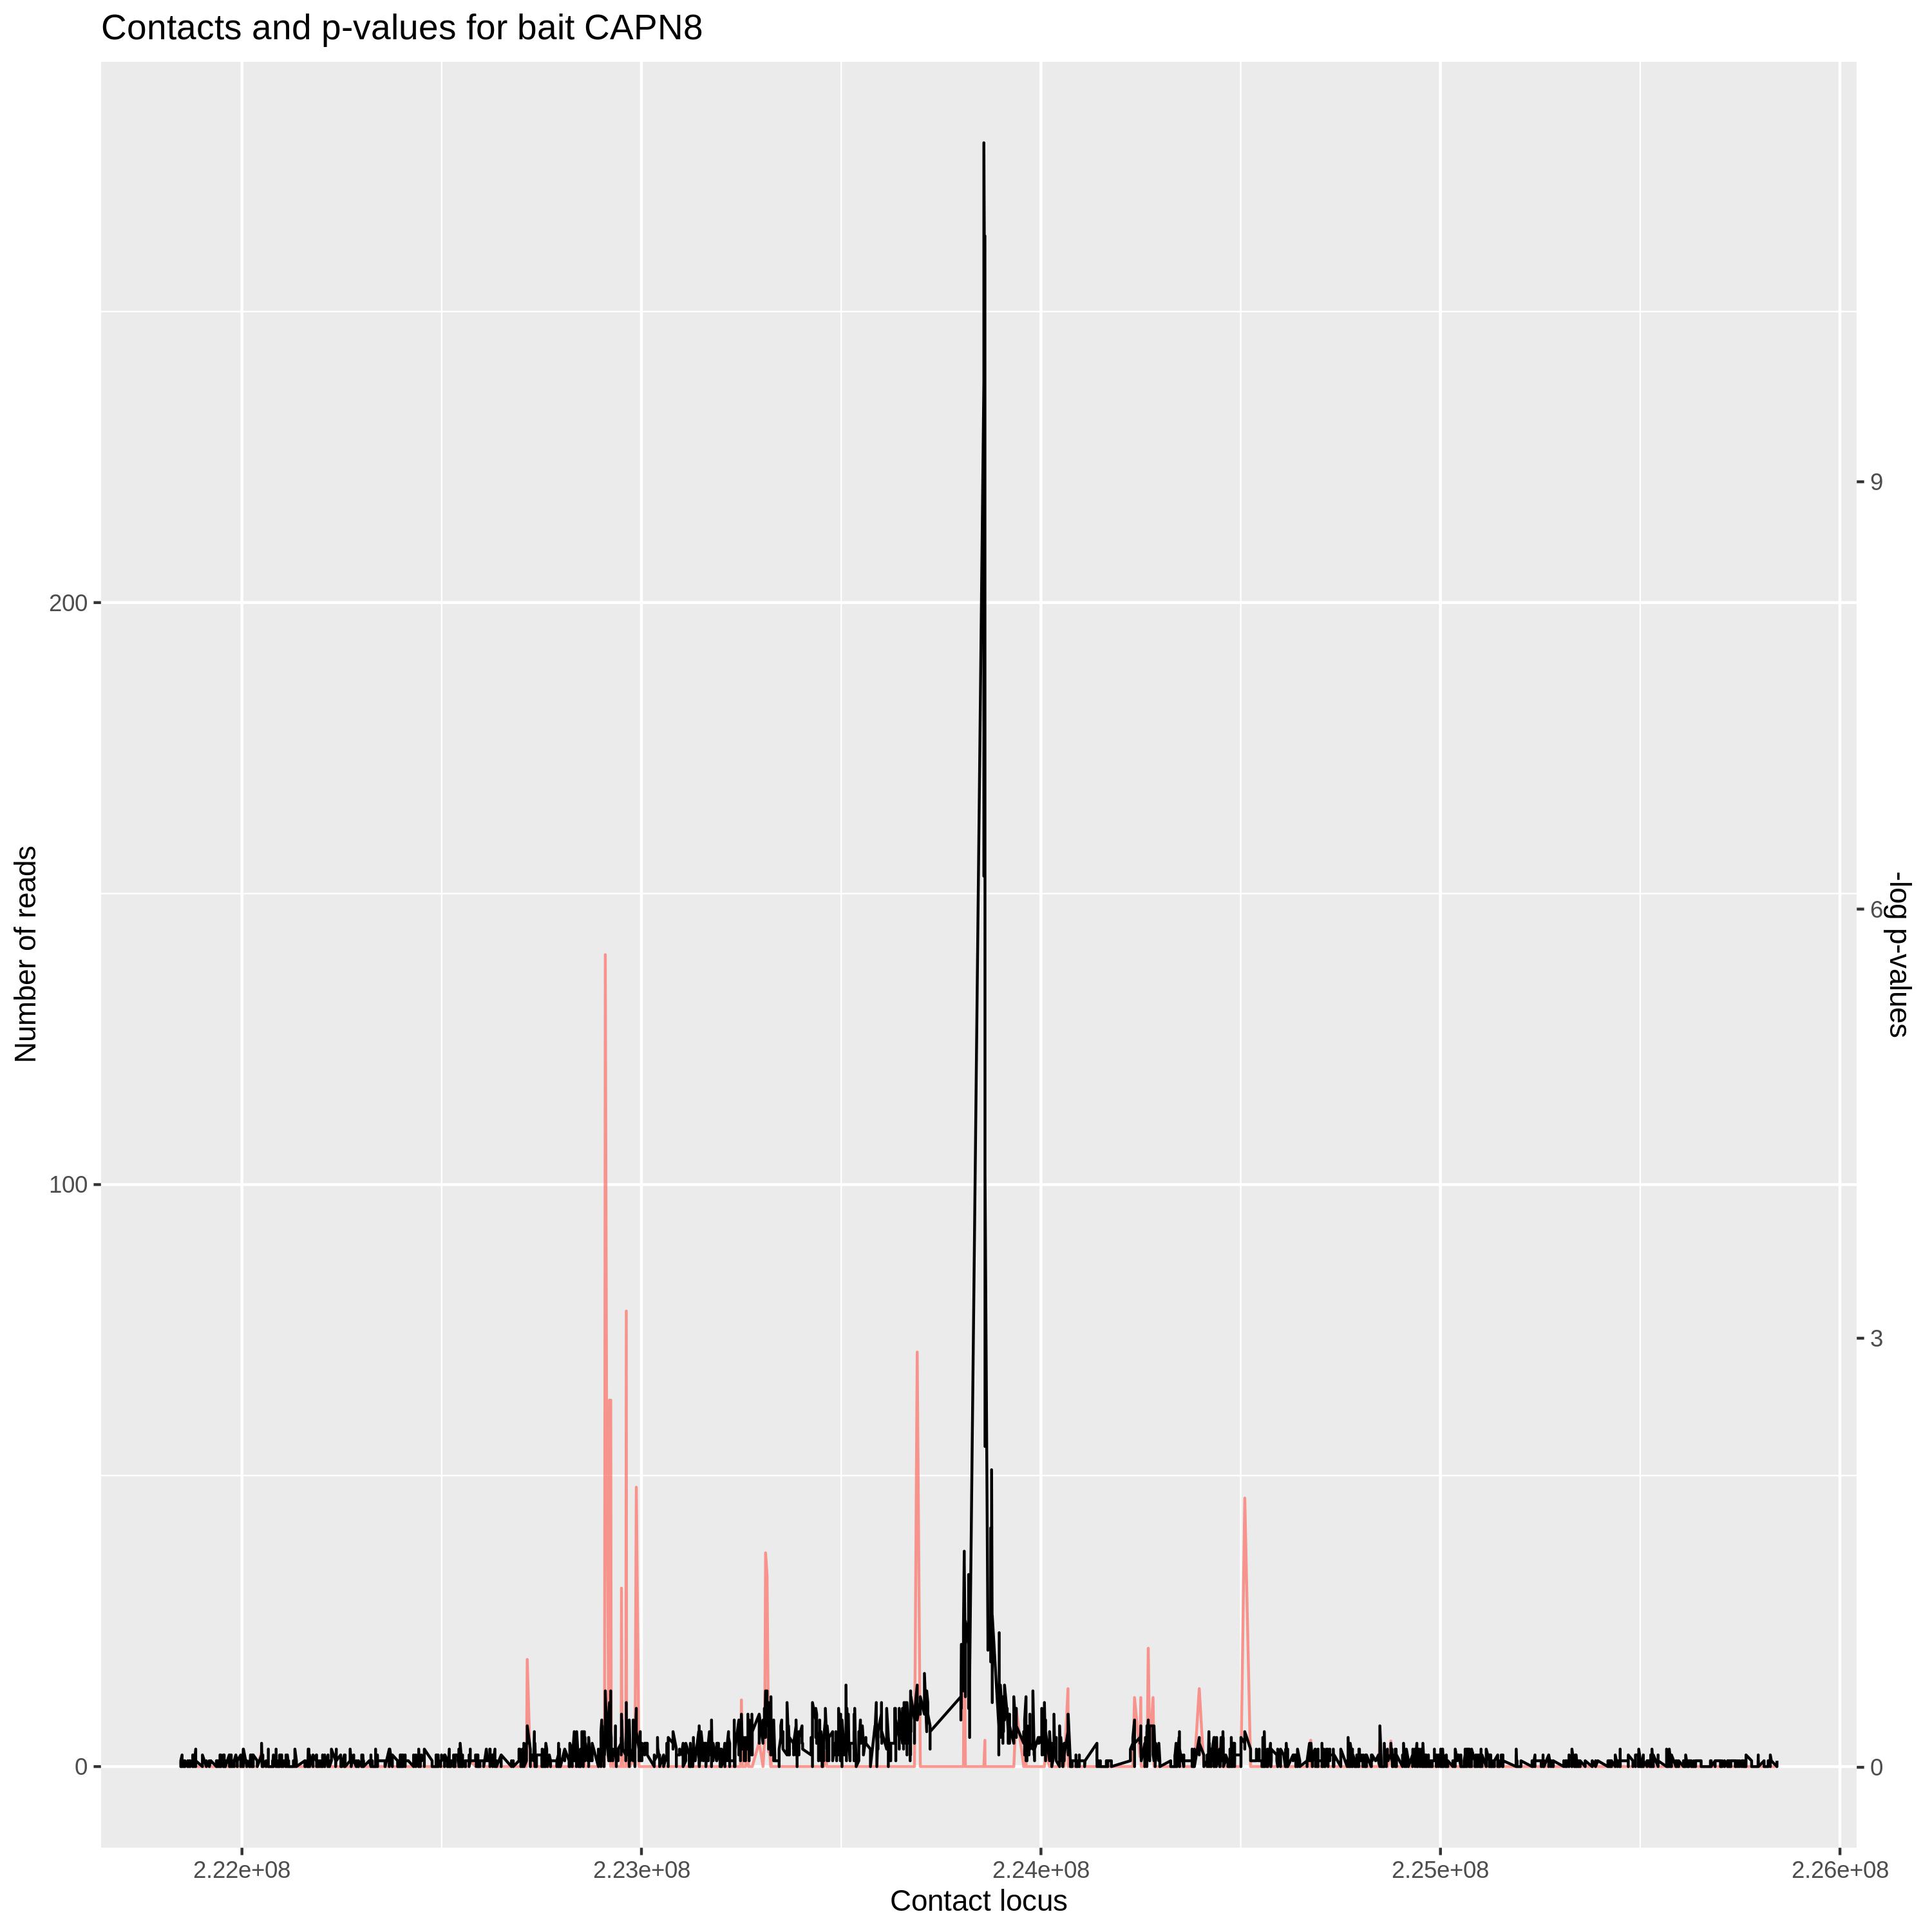 Contacts and p-values for bait CAPN8
Number of reads
200
100
0
9
6
3
0
-log p-values
2.22e+08
2.23e+08
2.24e+08
2.25e+08
2.26e+08
Contact locus